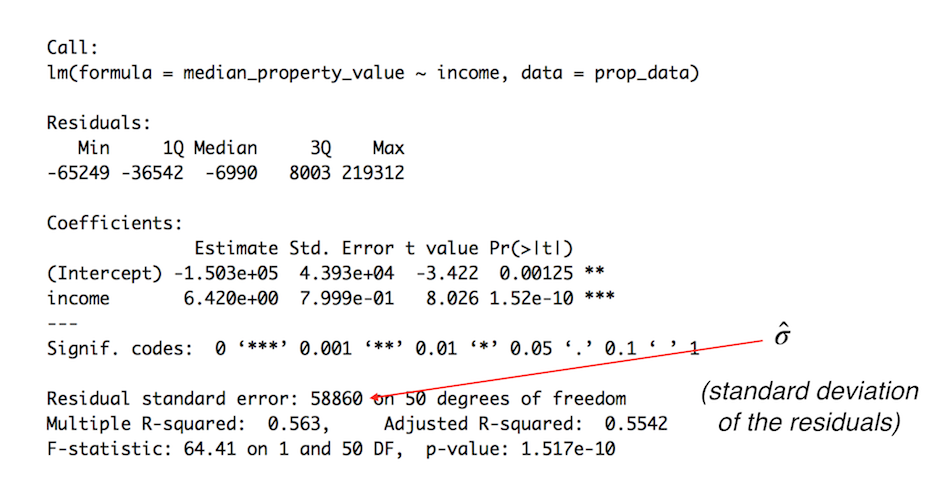 Call:
lm(formula = median_property_value ~ income, data = prop_data)
Residuals:
Min 1Q Median 3Q Max
-65249 -36542 -6990 8003 219312
Coefficients:
Estimate Std. Error t value Pr(>|t|)
(Intercept) -1.503e+05 4.393e+04 -3.422 0.00125 **
income 6.420e+00 7.999e-01 8.026 1.52e-10 ***
---
Signif. codes: 0 ‘***’ 0.001 ‘**’ 0.01 ‘*’ 0.05 ‘.’ 0.1 ‘ ’ 1
σ̂
Residual standard error: 58860 on 50 degrees of freedom
Multiple R-squared: 0.563, Adjusted R-squared: 0.5542
F-statistic: 64.41 on 1 and 50 DF, p-value: 1.517e-10
(standard deviation
of the residuals)